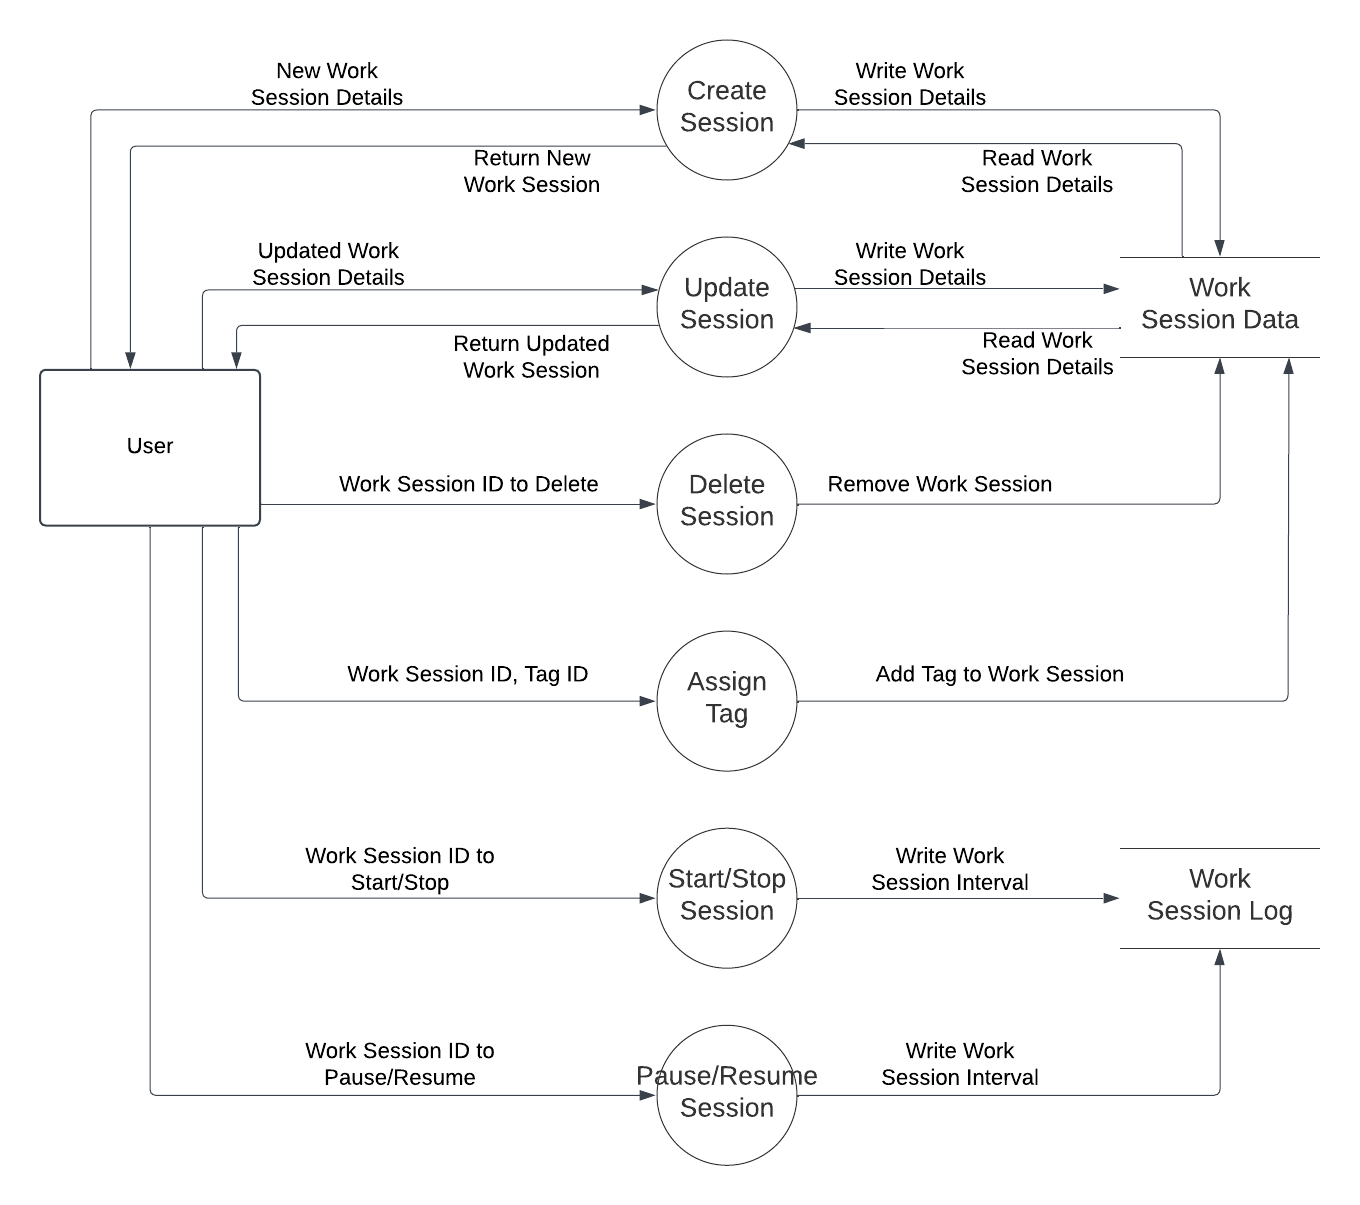 New Work
Session Details
Create
Session
Write Work
Session Details
Return New
Work Session
Read Work
Session Details
Updated Work
Session Details
Update
Session
Write Work
Session Details
Work
Session Data
Return Updated
Work Session
Read Work
Session Details
User
Work Session ID to Delete
Delete
Session
Remove Work Session
Work Session ID, Tag ID
Assign
Tag
Add Tag to Work Session
Work Session ID to
Start/Stop
Start/Stop
Session
Write Work
Session Interval
Work
Session Log
Work Session ID to
Pause/Resume
Pause/Resume
Session
Write Work
Session Interval